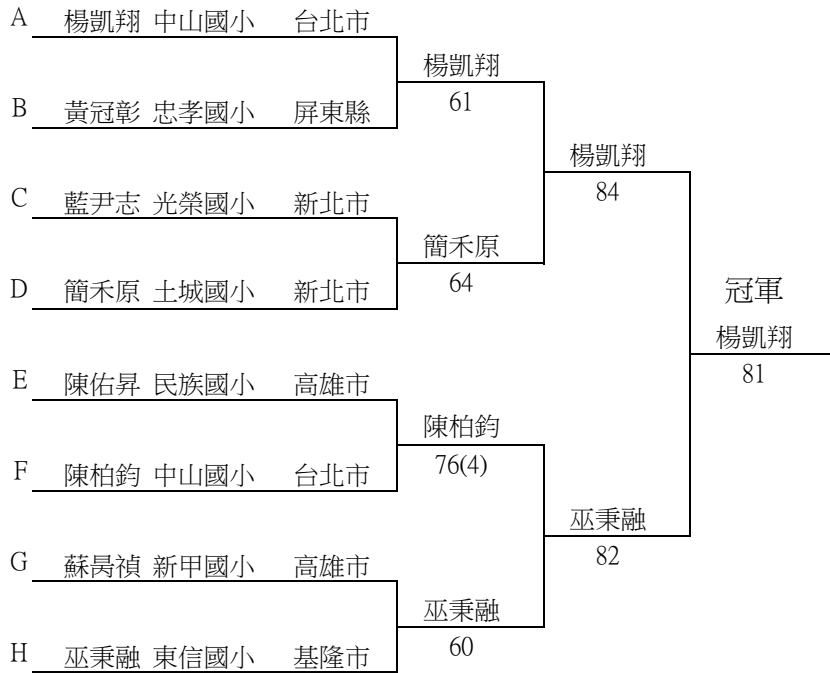 A 楊凱翔 中山國小 台北市
楊凱翔
61
B 黃冠彰 忠孝國小 屏東縣
楊凱翔
84
C 藍尹志 光榮國小 新北市
簡禾原
64
D 簡禾原 土城國小 新北市
冠軍
楊凱翔
81
E 陳佑昇 民族國小 高雄市
陳柏鈞
76(4)
F 陳柏鈞 中山國小 台北市
巫秉融
82
G 蘇昺禎 新甲國小 高雄市
巫秉融
60
H 巫秉融 東信國小 基隆市